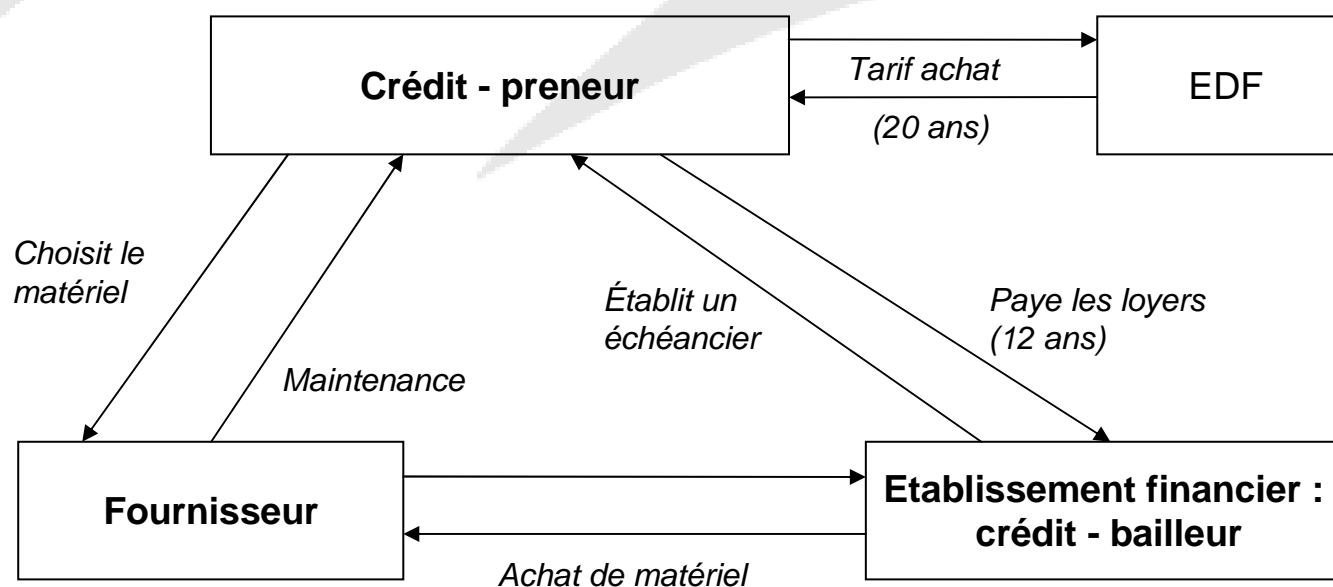 Crédit - preneur
Tarif achat
(20 ans)
EDF
Choisit le
matériel
Maintenance
Établit un
échéancier
Paye les loyers
(12 ans)
Fournisseur
Achat de matériel
Etablissement financier :
crédit - bailleur